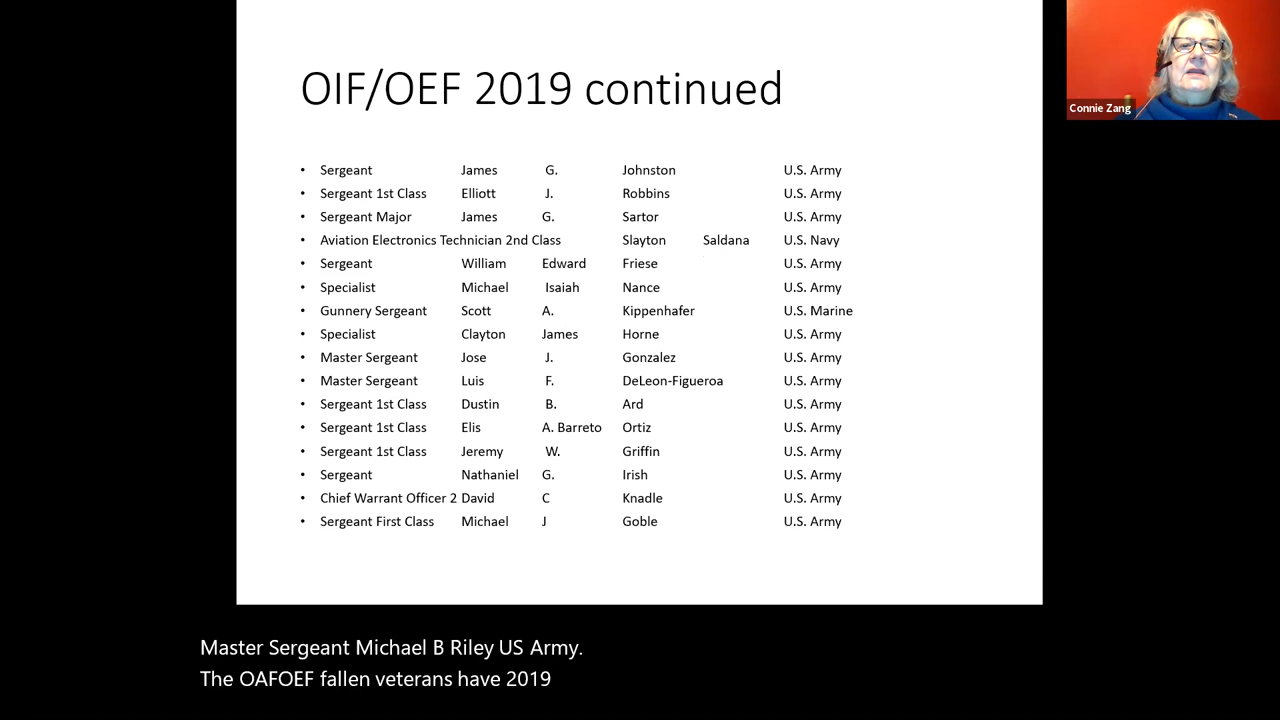 OIF/OEF 2019 continued
Connie Zang
• Sergeant James G. Johnston U.S. Army
• Sergeant 1st Class Elliott J. Robbins U.S. Army
• Sergeant Major James G. Sartor U.S. Army
• Aviation Electronics Technician 2nd Class Slayton Saldana U.S. Navy
• Sergeant William Edward Friese U.S. Army
• Specialist Michael Isaiah Nance U.S. Army
• Gunnery Sergeant Scott A. Kippenhafer U.S. Marine
• Specialist Clayton James Horne U.S. Army
• Master Sergeant Jose J. Gonzalez U.S. Army
• Master Sergeant Luis F. DeLeon-Figueroa U.S. Army
• Sergeant 1st Class Dustin B. Ard U.S. Army
• Sergeant 1st Class Elis A. Barreto Ortiz U.S. Army
• Sergeant 1st Class Jeremy W. Griffin U.S. Army
• Sergeant Nathaniel G. Irish U.S. Army
• Chief Warrant Officer 2 David C Knadle U.S. Army
• Sergeant First Class Michael J Goble U.S. Army
Master Sergeant Michael B Riley US Army.
The OAFOEF fallen veterans have 2019